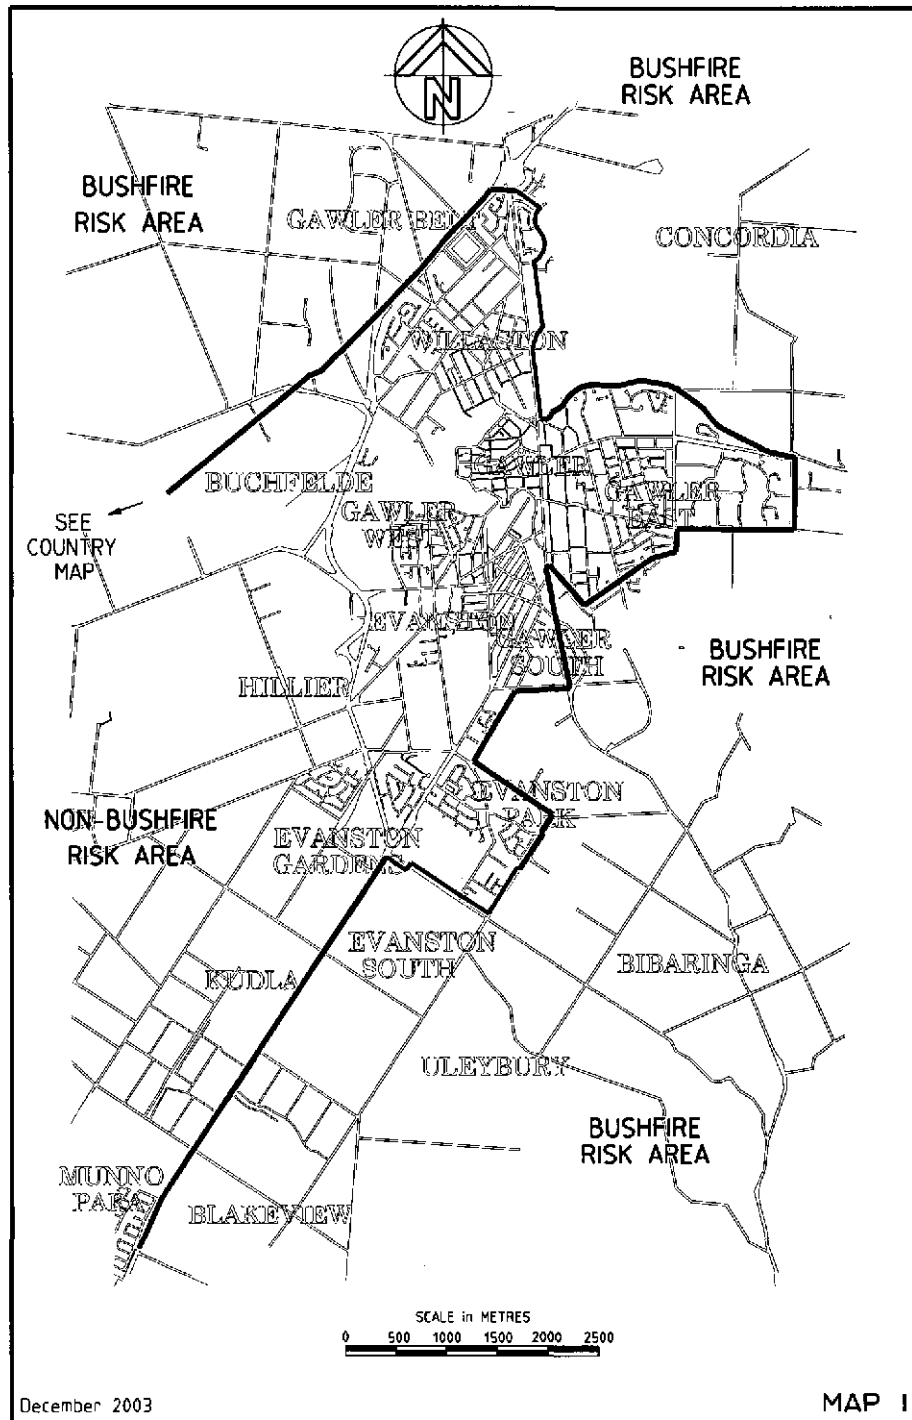 N
BUSHFIRE
RISK AREA
BUSHFIRE
RISK AREA
GAWLER BELT
CONCORDIA
WILLASTON
GAWLER
BUCHFELDE
GAWLER
EAST
GAWLER
WEST
SEE
COUNTRY
MAP
EVANSTON
GAWLER
SOUTH
BUSHFIRE
RISK AREA
HILLIER
EVANSTON
PARK
NON-BUSHFIRE
RISK AREA
EVANSTON
GARDENS
EVANSTON
SOUTH
BIBARINGA
KUDLA
ULEYBURY
BUSHFIRE
RISK AREA
MUNNO
PARA
BLAKEVIEW
SCALE in METRES
0 500 1000 1500 2000 2500
December 2003
MAP 1